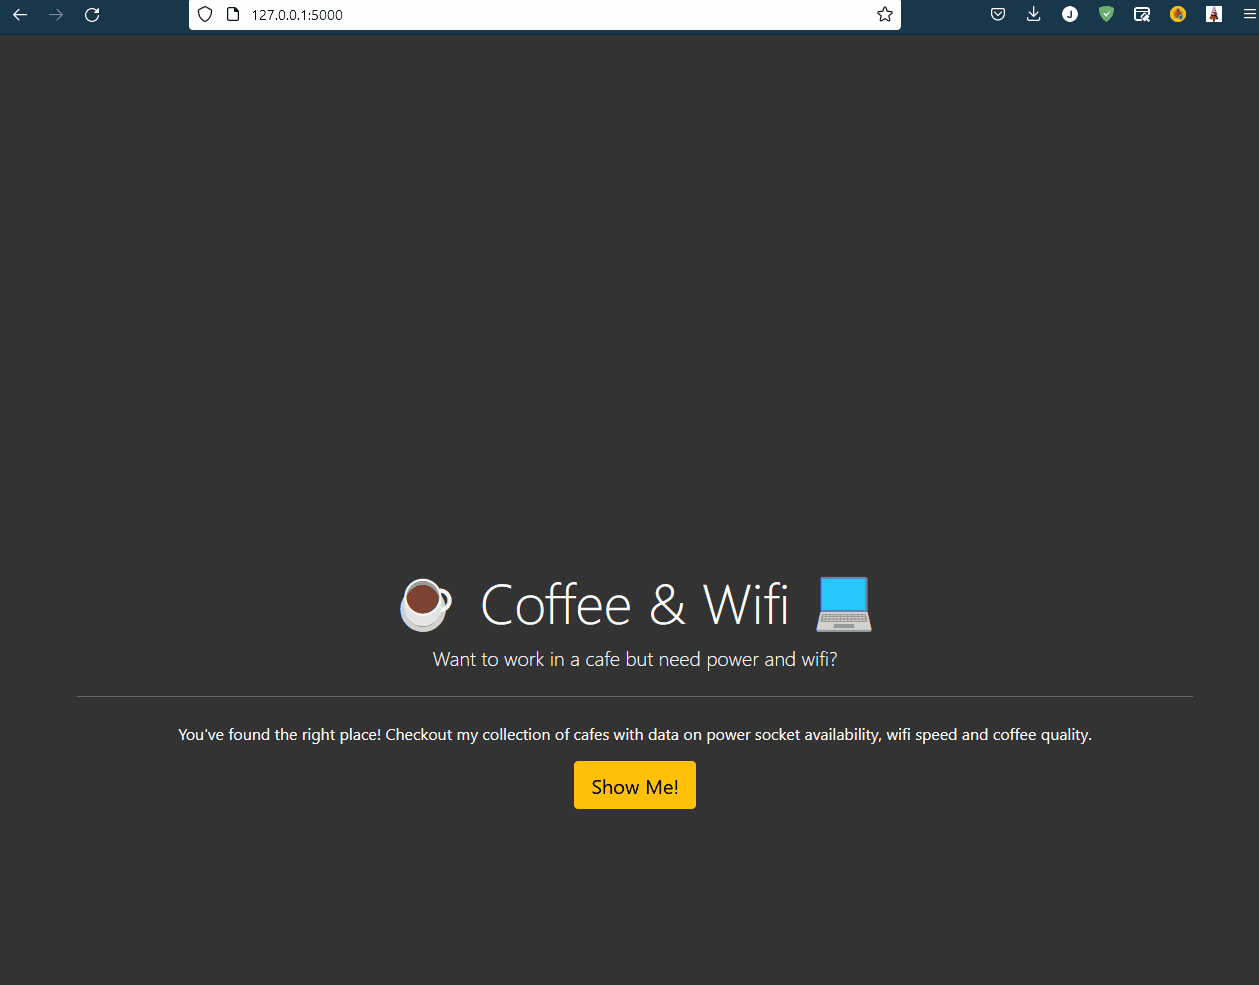 127.0.0.1:5000
J
Coffee & Wifi
Want to work in a cafe but need power and wifi?
You've found the right place! Checkout my collection of cafes with data on power socket availability, wifi speed and coffee quality.
Show Me!